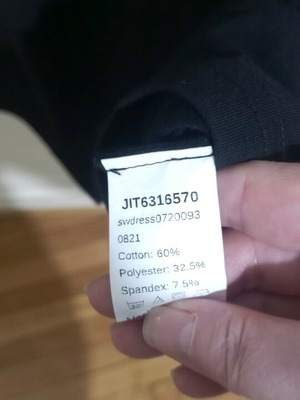 JIT6316570
swdress0720093
0821
Cotton: 60%
Polyester: 32.5%
Spandex: 7.5%